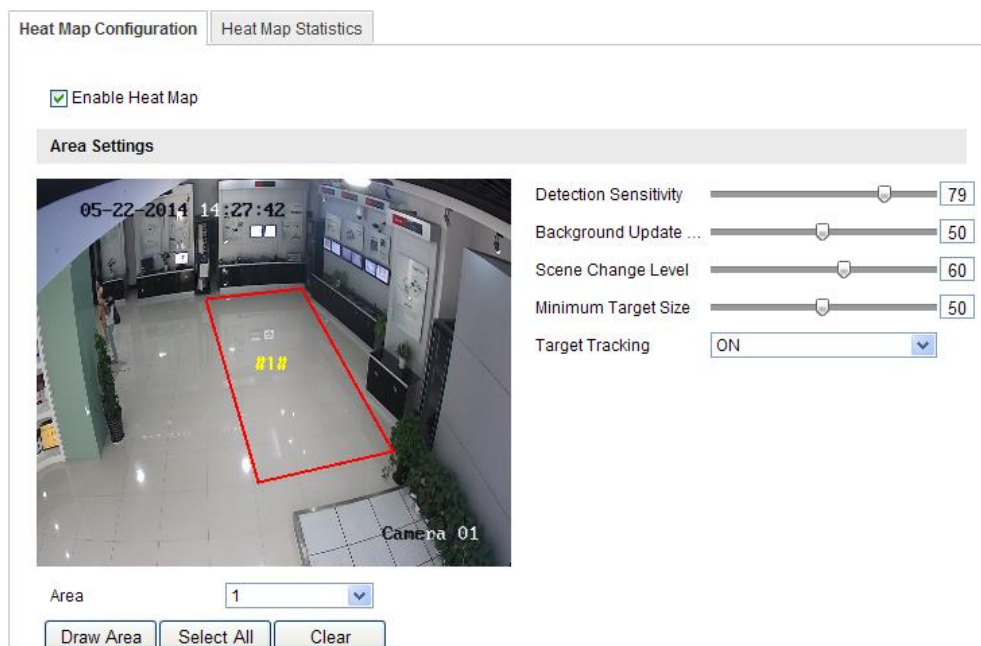 Heat Map Configuration
Heat Map Statistics
Enable Heat Map
Area Settings
05-22-2014 14:27:42
#1#
Camera 01
Detection Sensitivity
79
Background Update ...
50
Scene Change Level
60
Minimum Target Size
50
Target Tracking
ON
Area
1
Draw Area
Select All
Clear